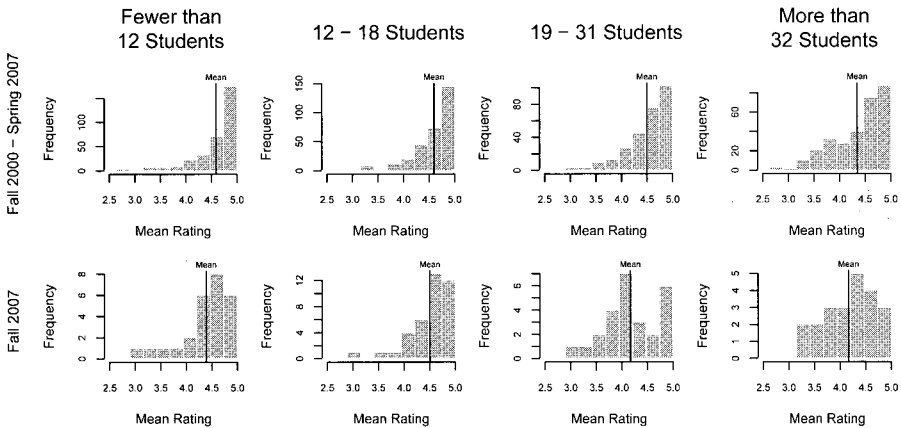 Fewer than
12 Students
12 – 18 Students
19 – 31 Students
More than
32 Students
Fall 2000 – Spring 2007
Frequency
0 50 100
Mean
2.5 3.0 3.5 4.0 4.5 5.0
Mean Rating
Frequency
0 50 100 150
Mean
2.5 3.0 3.5 4.0 4.5 5.0
Mean Rating
Frequency
0 40 80
Mean
2.5 3.0 3.5 4.0 4.5 5.0
Mean Rating
Frequency
0 20 60
Mean
2.5 3.0 3.5 4.0 4.5 5.0
Mean Rating
Fall 2007
Frequency
0 2 4 6 8
Mean
2.5 3.0 3.5 4.0 4.5 5.0
Mean Rating
Frequency
0 4 8 12
Mean
2.5 3.0 3.5 4.0 4.5 5.0
Mean Rating
Frequency
0 2 4 6
Mean
2.5 3.0 3.5 4.0 4.5 5.0
Mean Rating
Frequency
0 1 2 3 4 5
Mean
2.5 3.0 3.5 4.0 4.5 5.0
Mean Rating